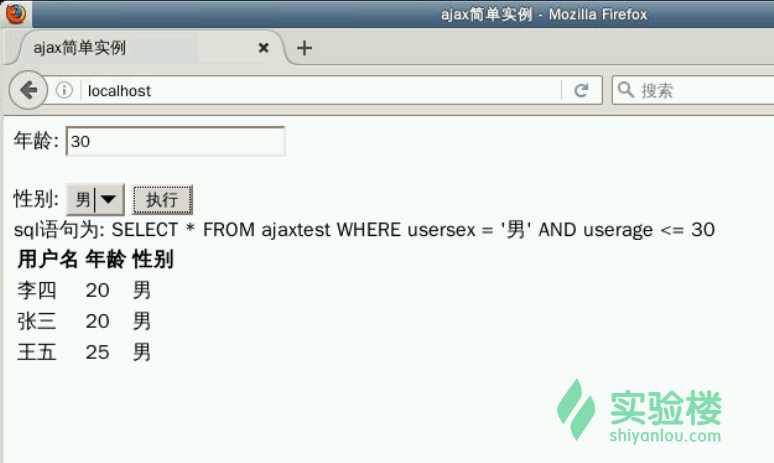 ajax简单实例 - Mozilla Firefox
ajax简单实例
localhost
搜索
年龄: 30
性别: 男 执行
sql语句为: SELECT * FROM ajaxtest WHERE usersex = '男' AND userage <= 30
用户名 年龄 性别
李四 20 男
张三 20 男
王五 25 男
实验楼
shiyanlou.com